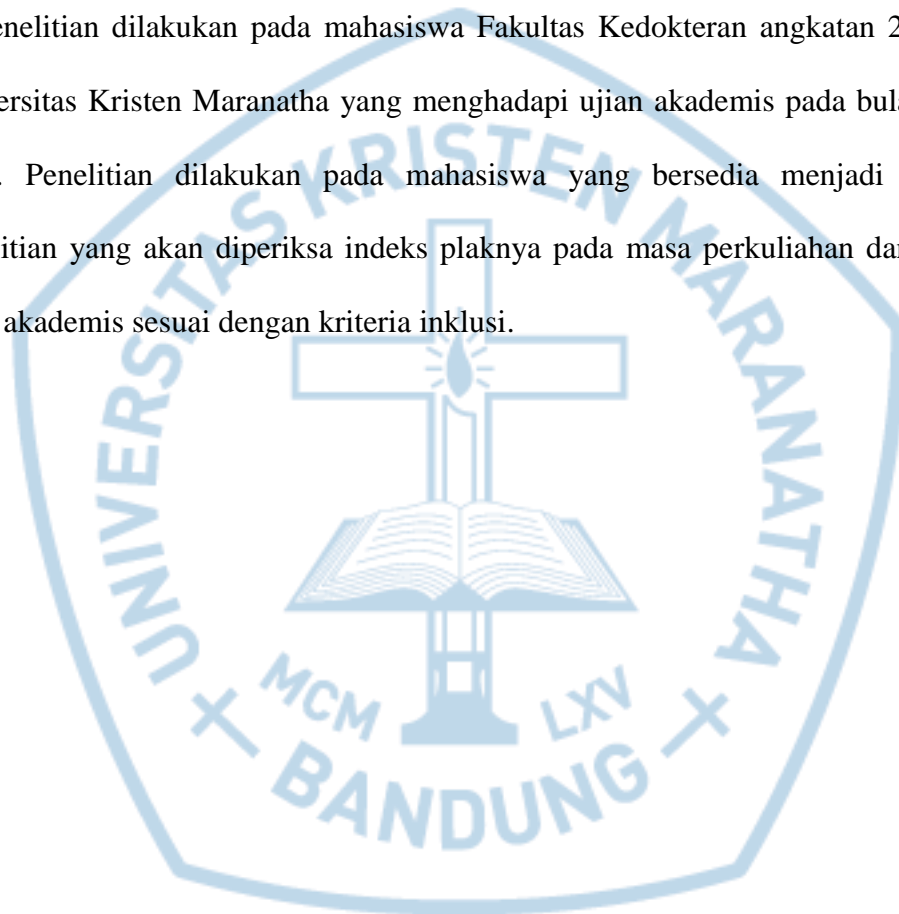 enelitian dilakukan pada mahasiswa Fakultas Kedokteran angkatan 2
ersitas Kristen Maranatha yang menghadapi ujian akademis pada bula
. Penelitian dilakukan pada mahasiswa yang bersedia menjadi
itian yang akan diperiksa indeks plaknya pada masa perkuliahan dan
akademis sesuai dengan kriteria inklusi.
UNIVERSITAS KRISTEN MARANATHA
MCM LXV
BANDUNG